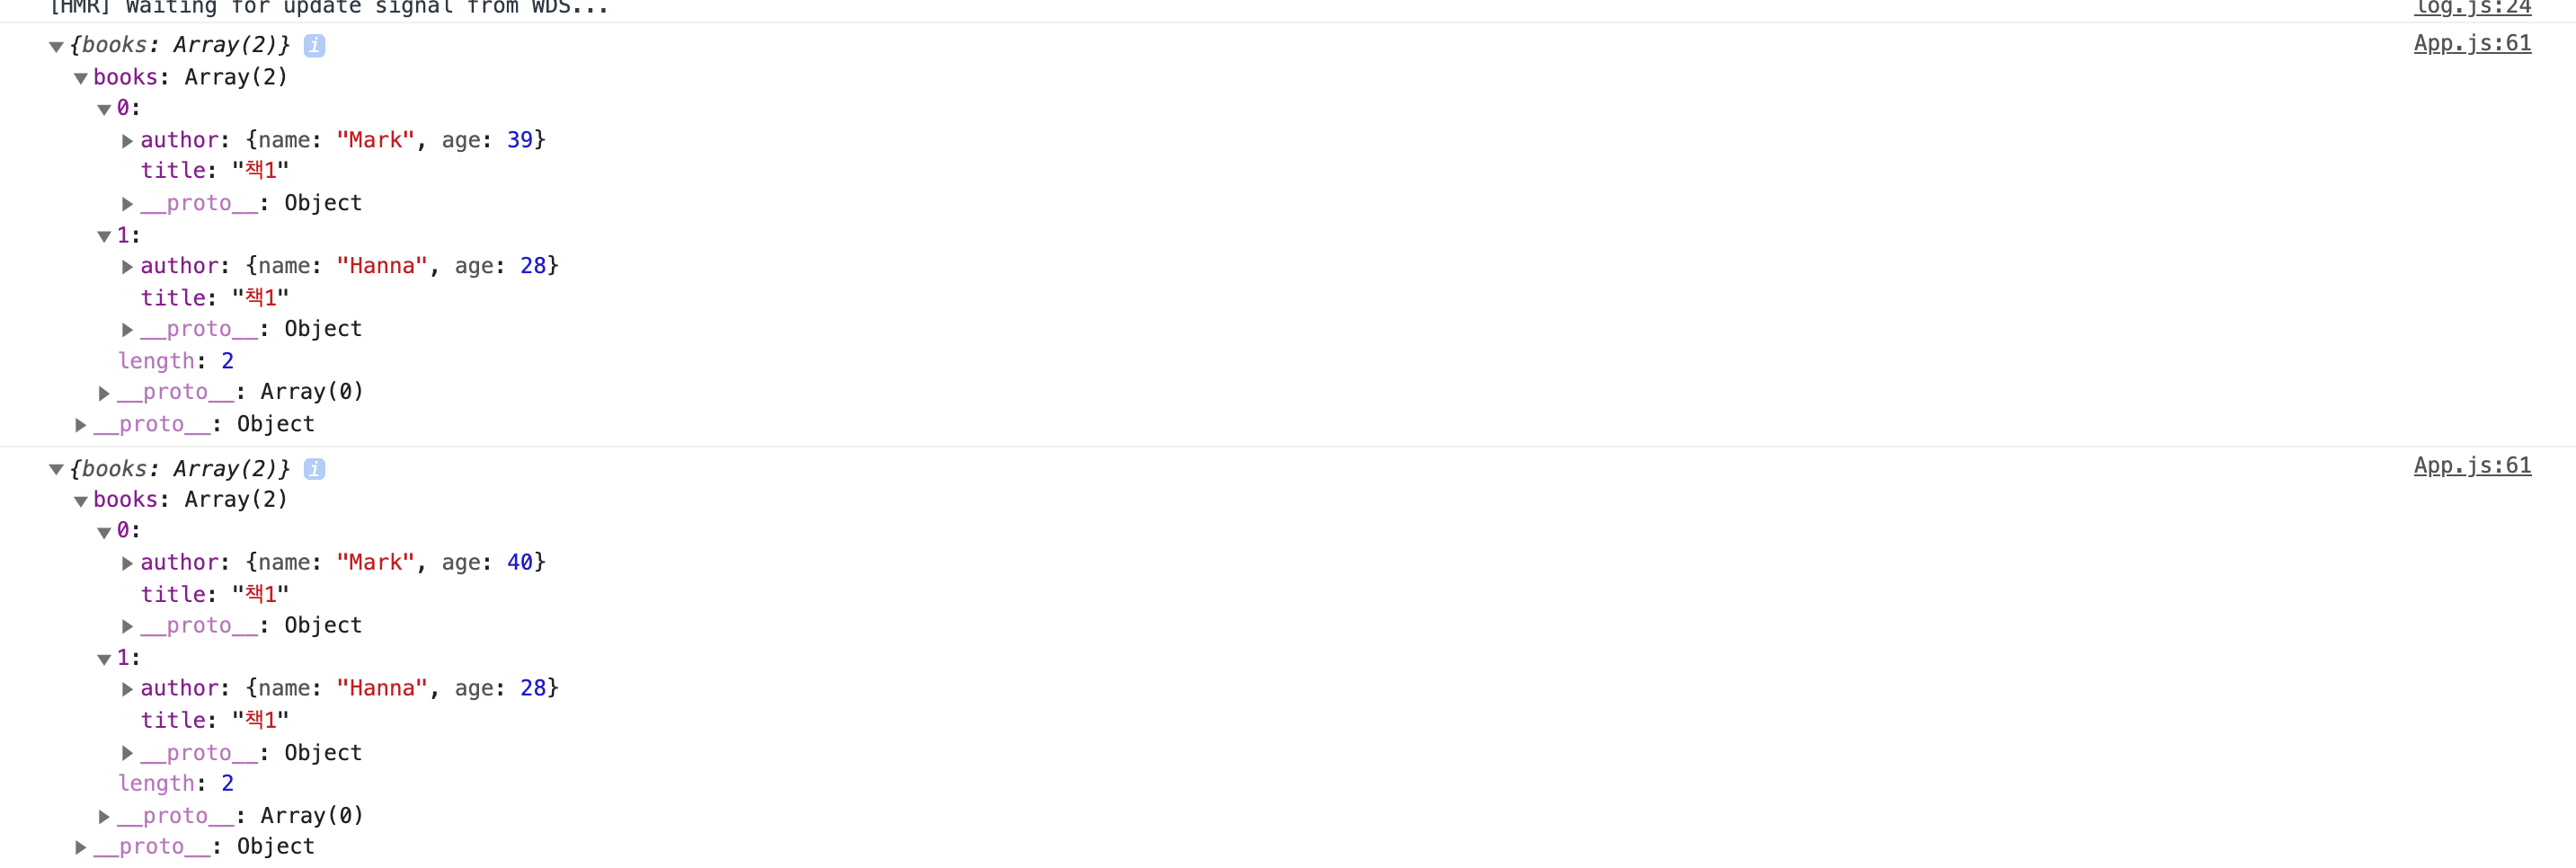 [HMR] Waiting for update signal from WDS... log.js:24
▼{books: Array(2)} i App.js:61
▼books: Array(2)
▼0:
▶author: {name: "Mark", age: 39}
title: "책1"
▶__proto__: Object
▼1:
▶author: {name: "Hanna", age: 28}
title: "책1"
▶__proto__: Object
length: 2
▶__proto__: Array(0)
▶__proto__: Object
▼{books: Array(2)} i App.js:61
▼books: Array(2)
▼0:
▶author: {name: "Mark", age: 40}
title: "책1"
▶__proto__: Object
▼1:
▶author: {name: "Hanna", age: 28}
title: "책1"
▶__proto__: Object
length: 2
▶__proto__: Array(0)
▶__proto__: Object